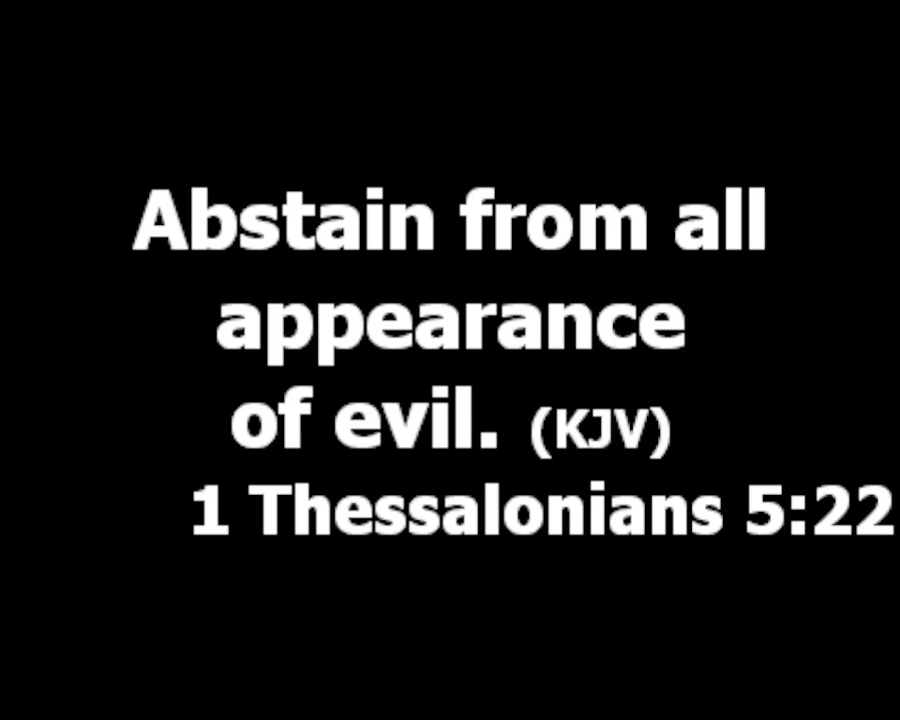 Abstain from all
appearance
of evil. (KJV)
1 Thessalonians 5:22